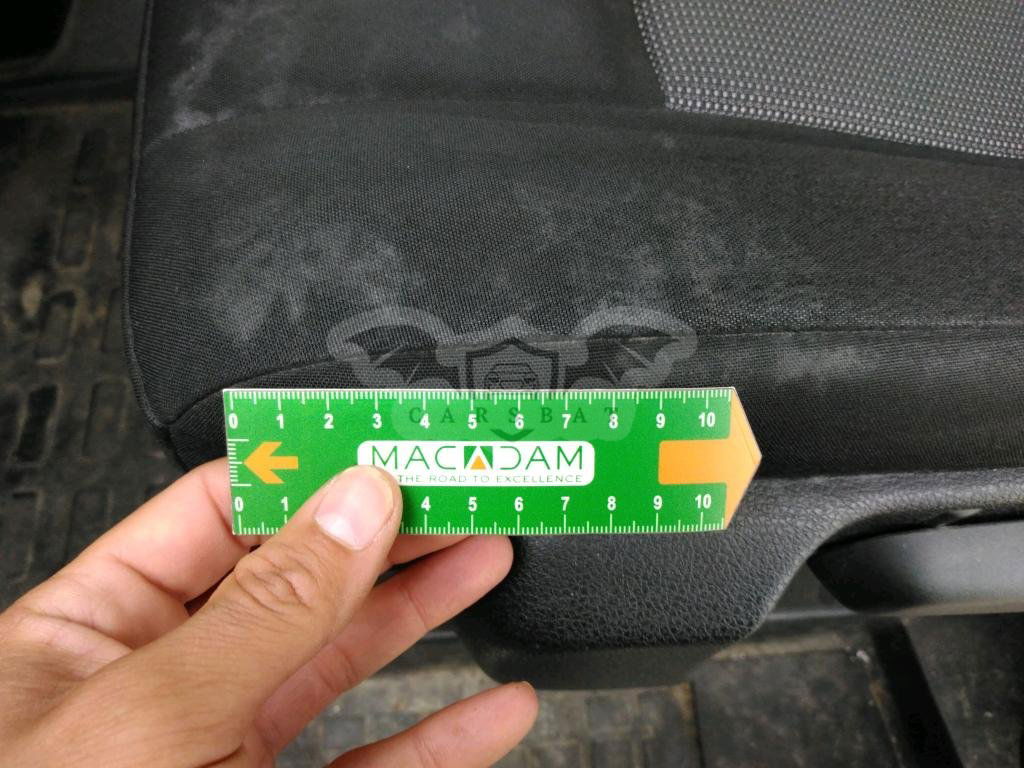 0 1 2 3 4 5 6 7 8 9 10
CARSBAT
MACADAM
THE ROAD TO EXCELLENCE
0 1 4 5 6 7 8 9 10